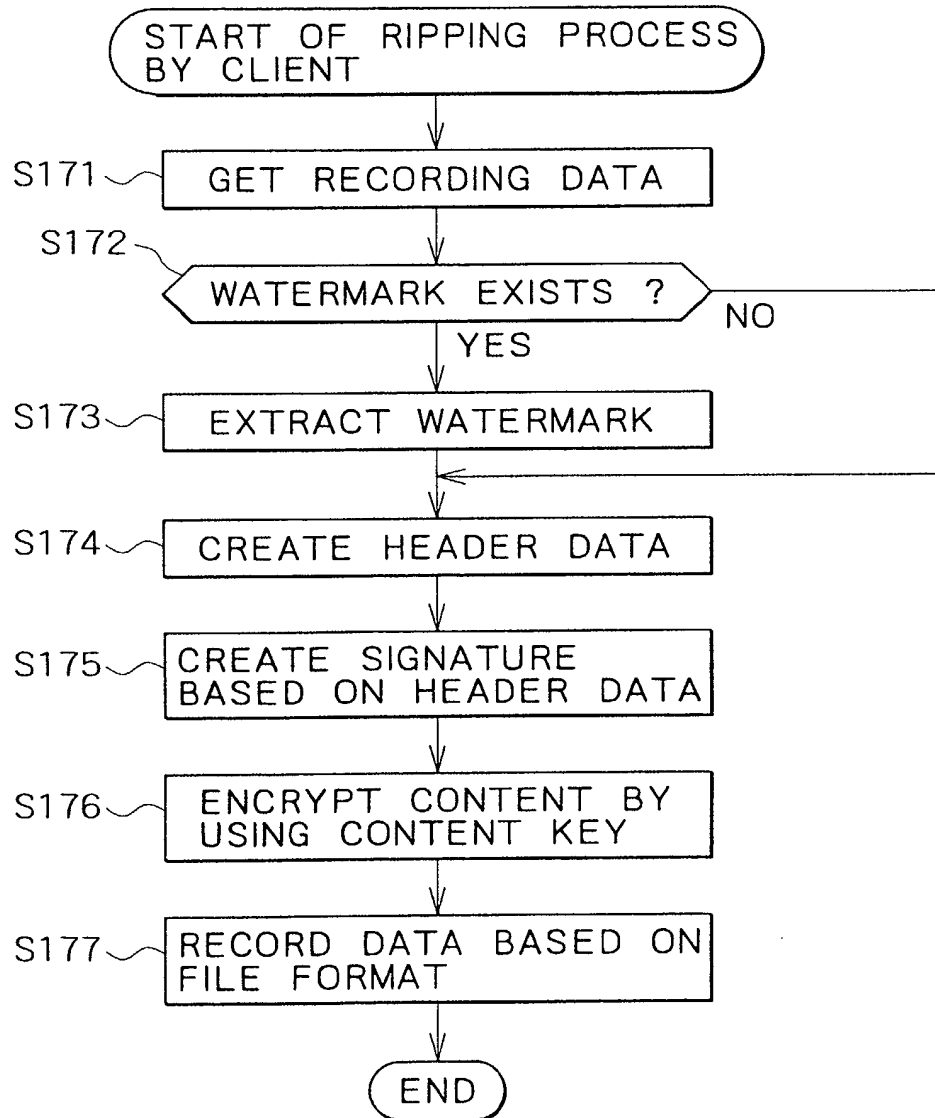 START OF RIPPING PROCESS
BY CLIENT
S171
GET RECORDING DATA
S172
WATERMARK EXISTS ?
NO
YES
S173
EXTRACT WATERMARK
S174
CREATE HEADER DATA
S175
CREATE SIGNATURE
BASED ON HEADER DATA
S176
ENCRYPT CONTENT BY
USING CONTENT KEY
S177
RECORD DATA BASED ON
FILE FORMAT
END